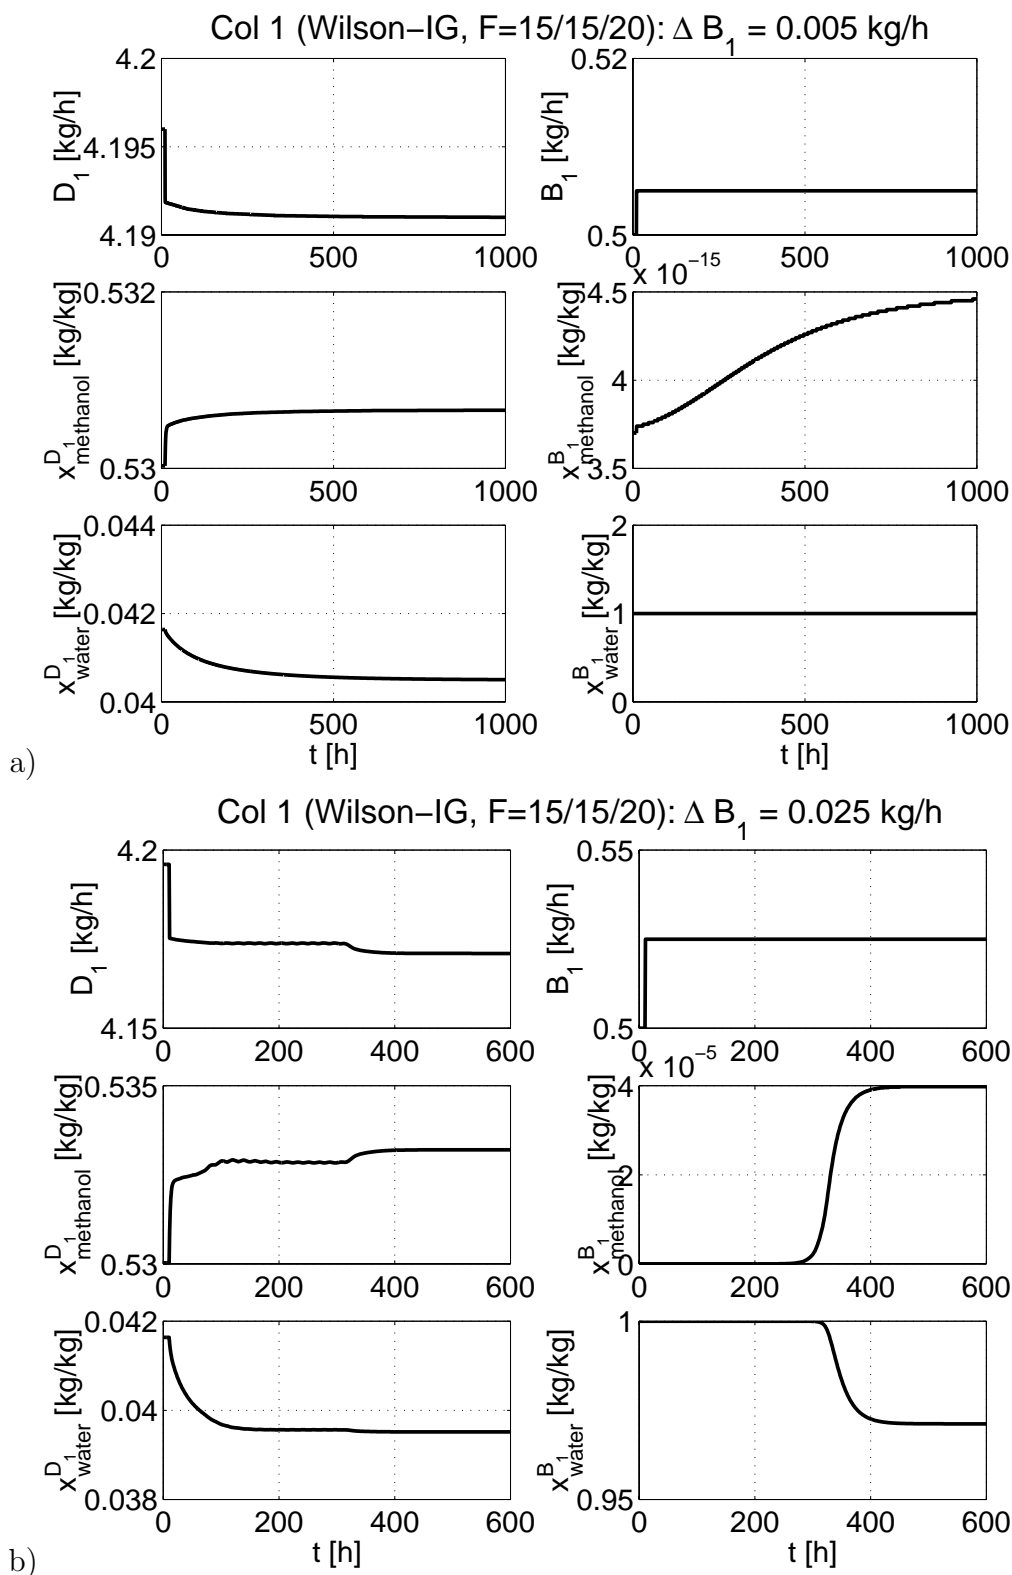 Col 1 (Wilson−IG, F=15/15/20): Δ B1 = 0.005 kg/h
4.2
4.195
4.19
D1 [kg/h]
0 500 1000
0.52
0.5
B1 [kg/h]
0 500 1000
0.532
0.53
x^D1_methanol [kg/kg]
0 500 1000
x 10^−15
4.5
4
3.5
x^B1_methanol [kg/kg]
0 500 1000
0.044
0.042
0.04
x^D1_water [kg/kg]
0 500 1000
t [h]
2
1
0
x^B1_water [kg/kg]
0 500 1000
t [h]
a)
Col 1 (Wilson−IG, F=15/15/20): Δ B1 = 0.025 kg/h
4.2
4.15
D1 [kg/h]
0 200 400 600
0.55
0.5
B1 [kg/h]
0 200 400 600
0.535
0.53
x^D1_methanol [kg/kg]
0 200 400 600
x 10^−5
4
2
0
x^B1_methanol [kg/kg]
0 200 400 600
0.042
0.04
0.038
x^D1_water [kg/kg]
0 200 400 600
t [h]
1
0.95
x^B1_water [kg/kg]
0 200 400 600
t [h]
b)